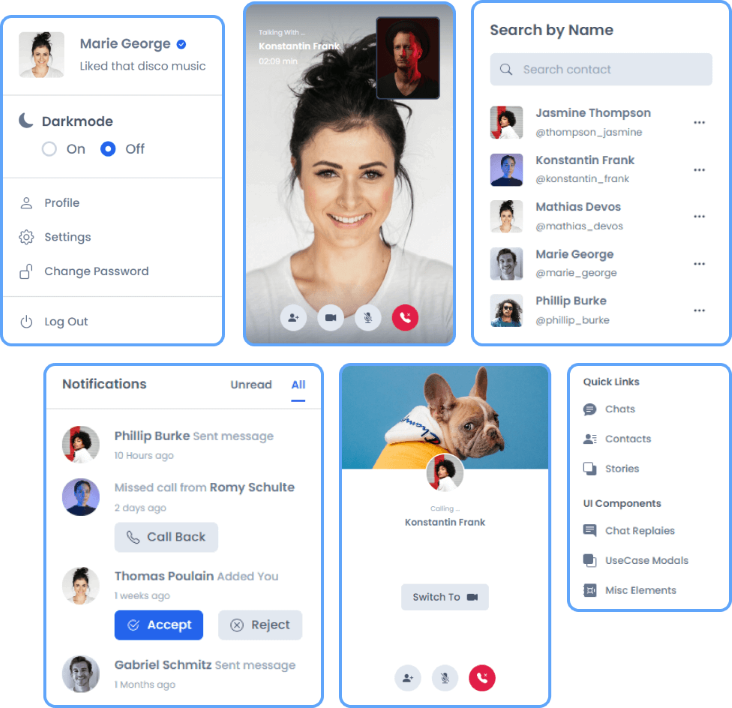 Marie George
Liked that disco music
Darkmode
On
Off
Profile
Settings
Change Password
Log Out
Talking With ...
Konstantin Frank
02:09 min
Search by Name
Search contact
Jasmine Thompson
@thompson_jasmine
Konstantin Frank
@konstantin_frank
Mathias Devos
@mathias_devos
Marie George
@marie_george
Phillip Burke
@phillip_burke
Notifications
Unread
All
Phillip Burke Sent message
10 Hours ago
Missed call from Romy Schulte
2 days ago
Call Back
Thomas Poulain Added You
1 weeks ago
Accept
Reject
Gabriel Schmitz Sent message
1 Months ago
Calling ...
Konstantin Frank
Switch To
Quick Links
Chats
Contacts
Stories
UI Components
Chat Replaies
UseCase Modals
Misc Elements